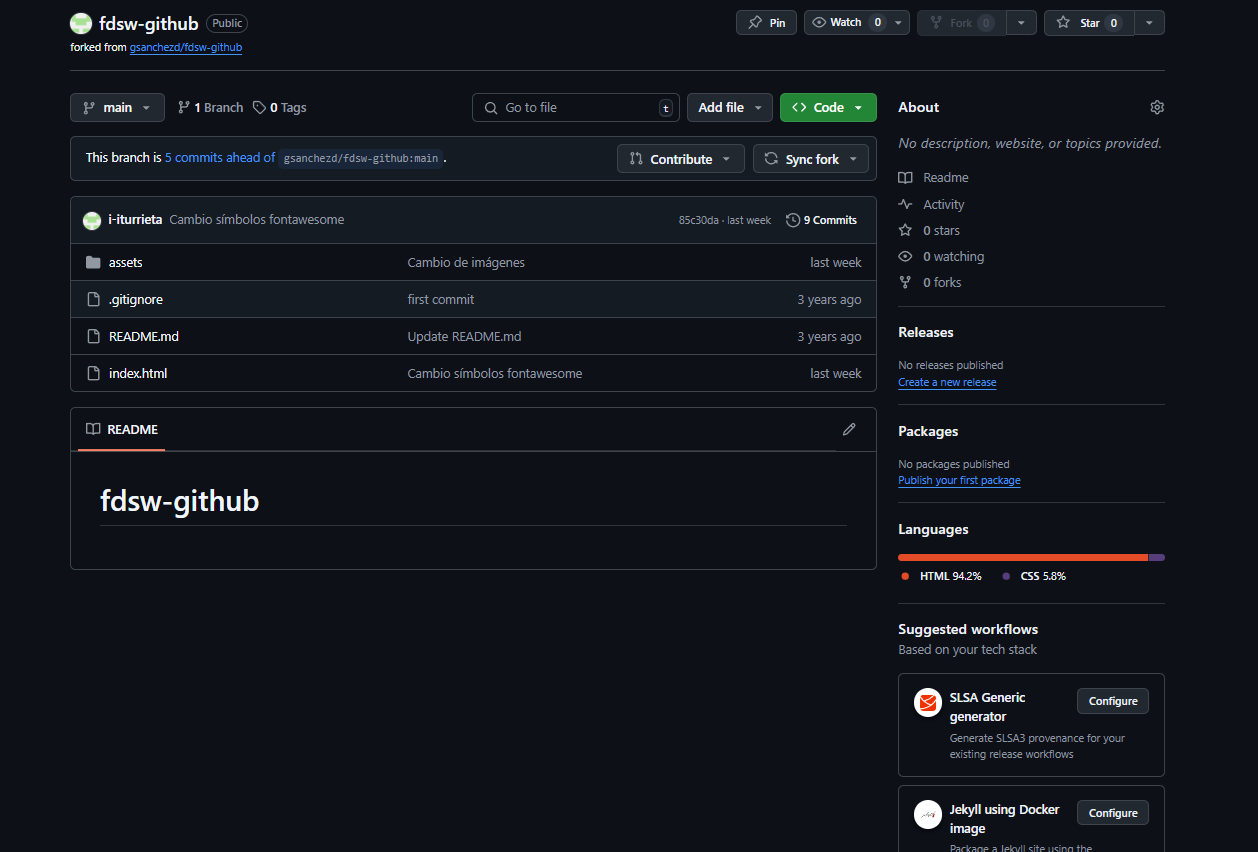 fdsw-github Public
Pin
Watch 0
Fork 0
Star 0
forked from gsanchezd/fdsw-github
main
1 Branch
0 Tags
Go to file t
Add file
Code
This branch is 5 commits ahead of gsanchezd/fdsw-github:main .
Contribute
Sync fork
i-iturrieta Cambio símbolos fontawesome 85c30da · last week 9 Commits
assets Cambio de imágenes last week
.gitignore first commit 3 years ago
README.md Update README.md 3 years ago
index.html Cambio símbolos fontawesome last week
README
fdsw-github
About
No description, website, or topics provided.
Readme
Activity
0 stars
0 watching
0 forks
Releases
No releases published
Create a new release
Packages
No packages published
Publish your first package
Languages
HTML 94.2% CSS 5.8%
Suggested workflows
Based on your tech stack
SLSA Generic
generator
Configure
Generate SLSA3 provenance for your
existing release workflows
Jekyll using Docker
image
Configure
Package a Jekyll site using the